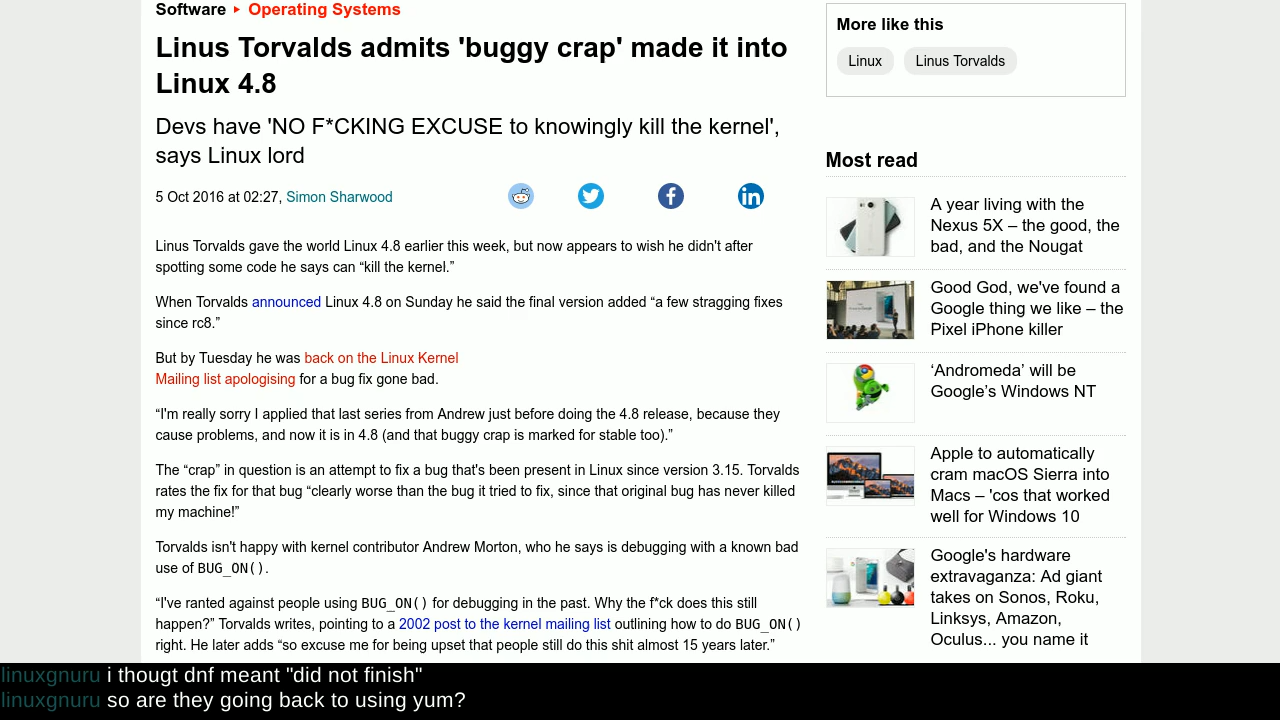 Software ▸ Operating Systems
Linus Torvalds admits 'buggy crap' made it into
Linux 4.8
Devs have 'NO F*CKING EXCUSE to knowingly kill the kernel',
says Linux lord
5 Oct 2016 at 02:27, Simon Sharwood
Linus Torvalds gave the world Linux 4.8 earlier this week, but now appears to wish he didn't after
spotting some code he says can “kill the kernel.”
When Torvalds announced Linux 4.8 on Sunday he said the final version added “a few stragging fixes
since rc8.”
But by Tuesday he was back on the Linux Kernel
Mailing list apologising for a bug fix gone bad.
“I'm really sorry I applied that last series from Andrew just before doing the 4.8 release, because they
cause problems, and now it is in 4.8 (and that buggy crap is marked for stable too).”
The “crap” in question is an attempt to fix a bug that's been present in Linux since version 3.15. Torvalds
rates the fix for that bug “clearly worse than the bug it tried to fix, since that original bug has never killed
my machine!”
Torvalds isn't happy with kernel contributor Andrew Morton, who he says is debugging with a known bad
use of BUG_ON().
“I've ranted against people using BUG_ON() for debugging in the past. Why the f*ck does this still
happen?” Torvalds writes, pointing to a 2002 post to the kernel mailing list outlining how to do BUG_ON()
right. He later adds “so excuse me for being upset that people still do this shit almost 15 years later.”
More like this
Linux
Linus Torvalds
Most read
A year living with the
Nexus 5X – the good, the
bad, and the Nougat
Good God, we've found a
Google thing we like – the
Pixel iPhone killer
‘Andromeda’ will be
Google’s Windows NT
Apple to automatically
cram macOS Sierra into
Macs – 'cos that worked
well for Windows 10
Google's hardware
extravaganza: Ad giant
takes on Sonos, Roku,
Linksys, Amazon,
Oculus... you name it
linuxgnuru i thougt dnf meant "did not finish"
linuxgnuru so are they going back to using yum?